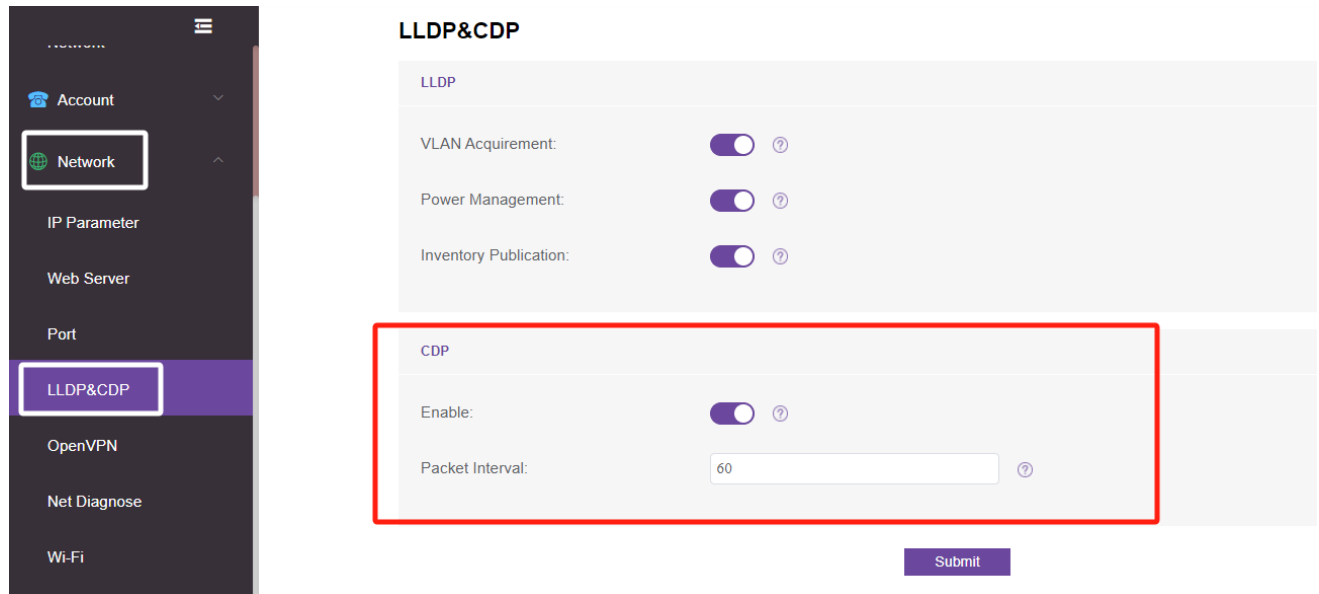 LLDP&CDP
Account
Network
IP Parameter
Web Server
Port
LLDP&CDP
OpenVPN
Net Diagnose
Wi-Fi
LLDP
VLAN Acquirement:
Power Management:
Inventory Publication:
CDP
Enable:
Packet Interval:
60
Submit